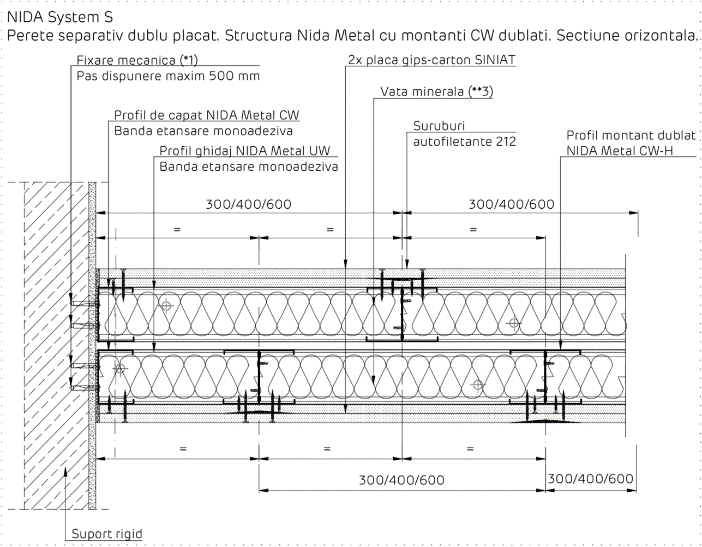 NIDA System S
Perete separativ dublu placat. Structura Nida Metal cu montanti CW dublati. Sectiune orizontala.
Fixare mecanica (*1)
Pas dispunere maxim 500 mm
2x placa gips-carton SINIAT
Vata minerala (**3)
Profil de capat NIDA Metal CW
Banda etansare monoadeziva
Suruburi
autofiletante 212
Profil montant dublat
NIDA Metal CW-H
Profil ghidaj NIDA Metal UW
Banda etansare monoadeziva
300/400/600
300/400/600
= = =
= = =
300/400/600
300/400/600
Suport rigid